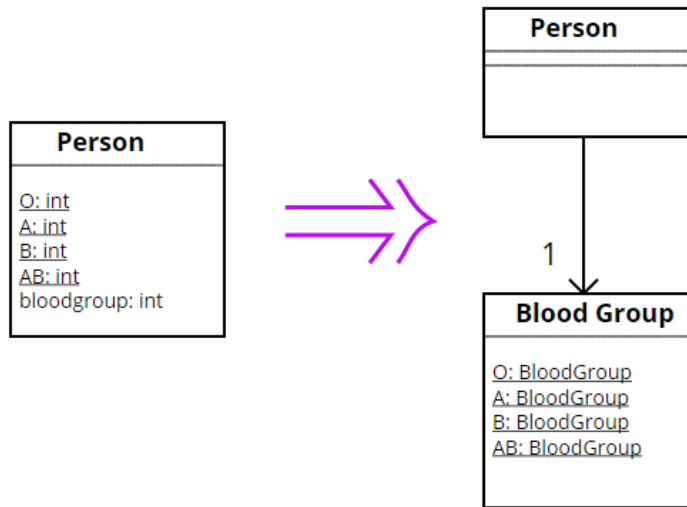 Person
O: int
A: int
B: int
AB: int
bloodgroup: int
Person
1
Blood Group
O: BloodGroup
A: BloodGroup
B: BloodGroup
AB: BloodGroup